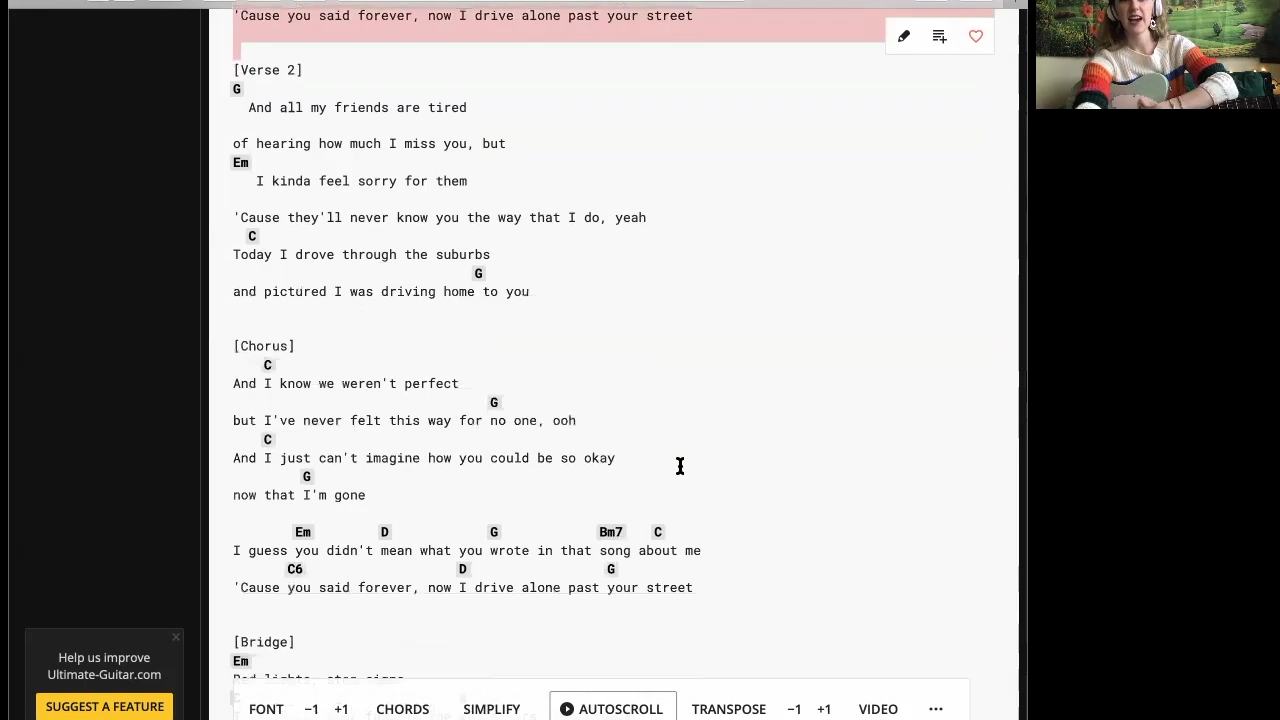 'Cause you said forever, now I drive alone past your street
[Verse 2]
G
And all my friends are tired
of hearing how much I miss you, but
Em
I kinda feel sorry for them
'Cause they'll never know you the way that I do, yeah
C
Today I drove through the suburbs
G
and pictured I was driving home to you
[Chorus]
C
And I know we weren't perfect
G
but I've never felt this way for no one, ooh
C
And I just can't imagine how you could be so okay
G
now that I'm gone
Em D G Bm7 C
I guess you didn't mean what you wrote in that song about me
C6 D G
'Cause you said forever, now I drive alone past your street
[Bridge]
Em
Red lights, stop signs
Help us improve
Ultimate-Guitar.com
SUGGEST A FEATURE
FONT −1 +1 CHORDS SIMPLIFY AUTOSCROLL TRANSPOSE −1 +1 VIDEO